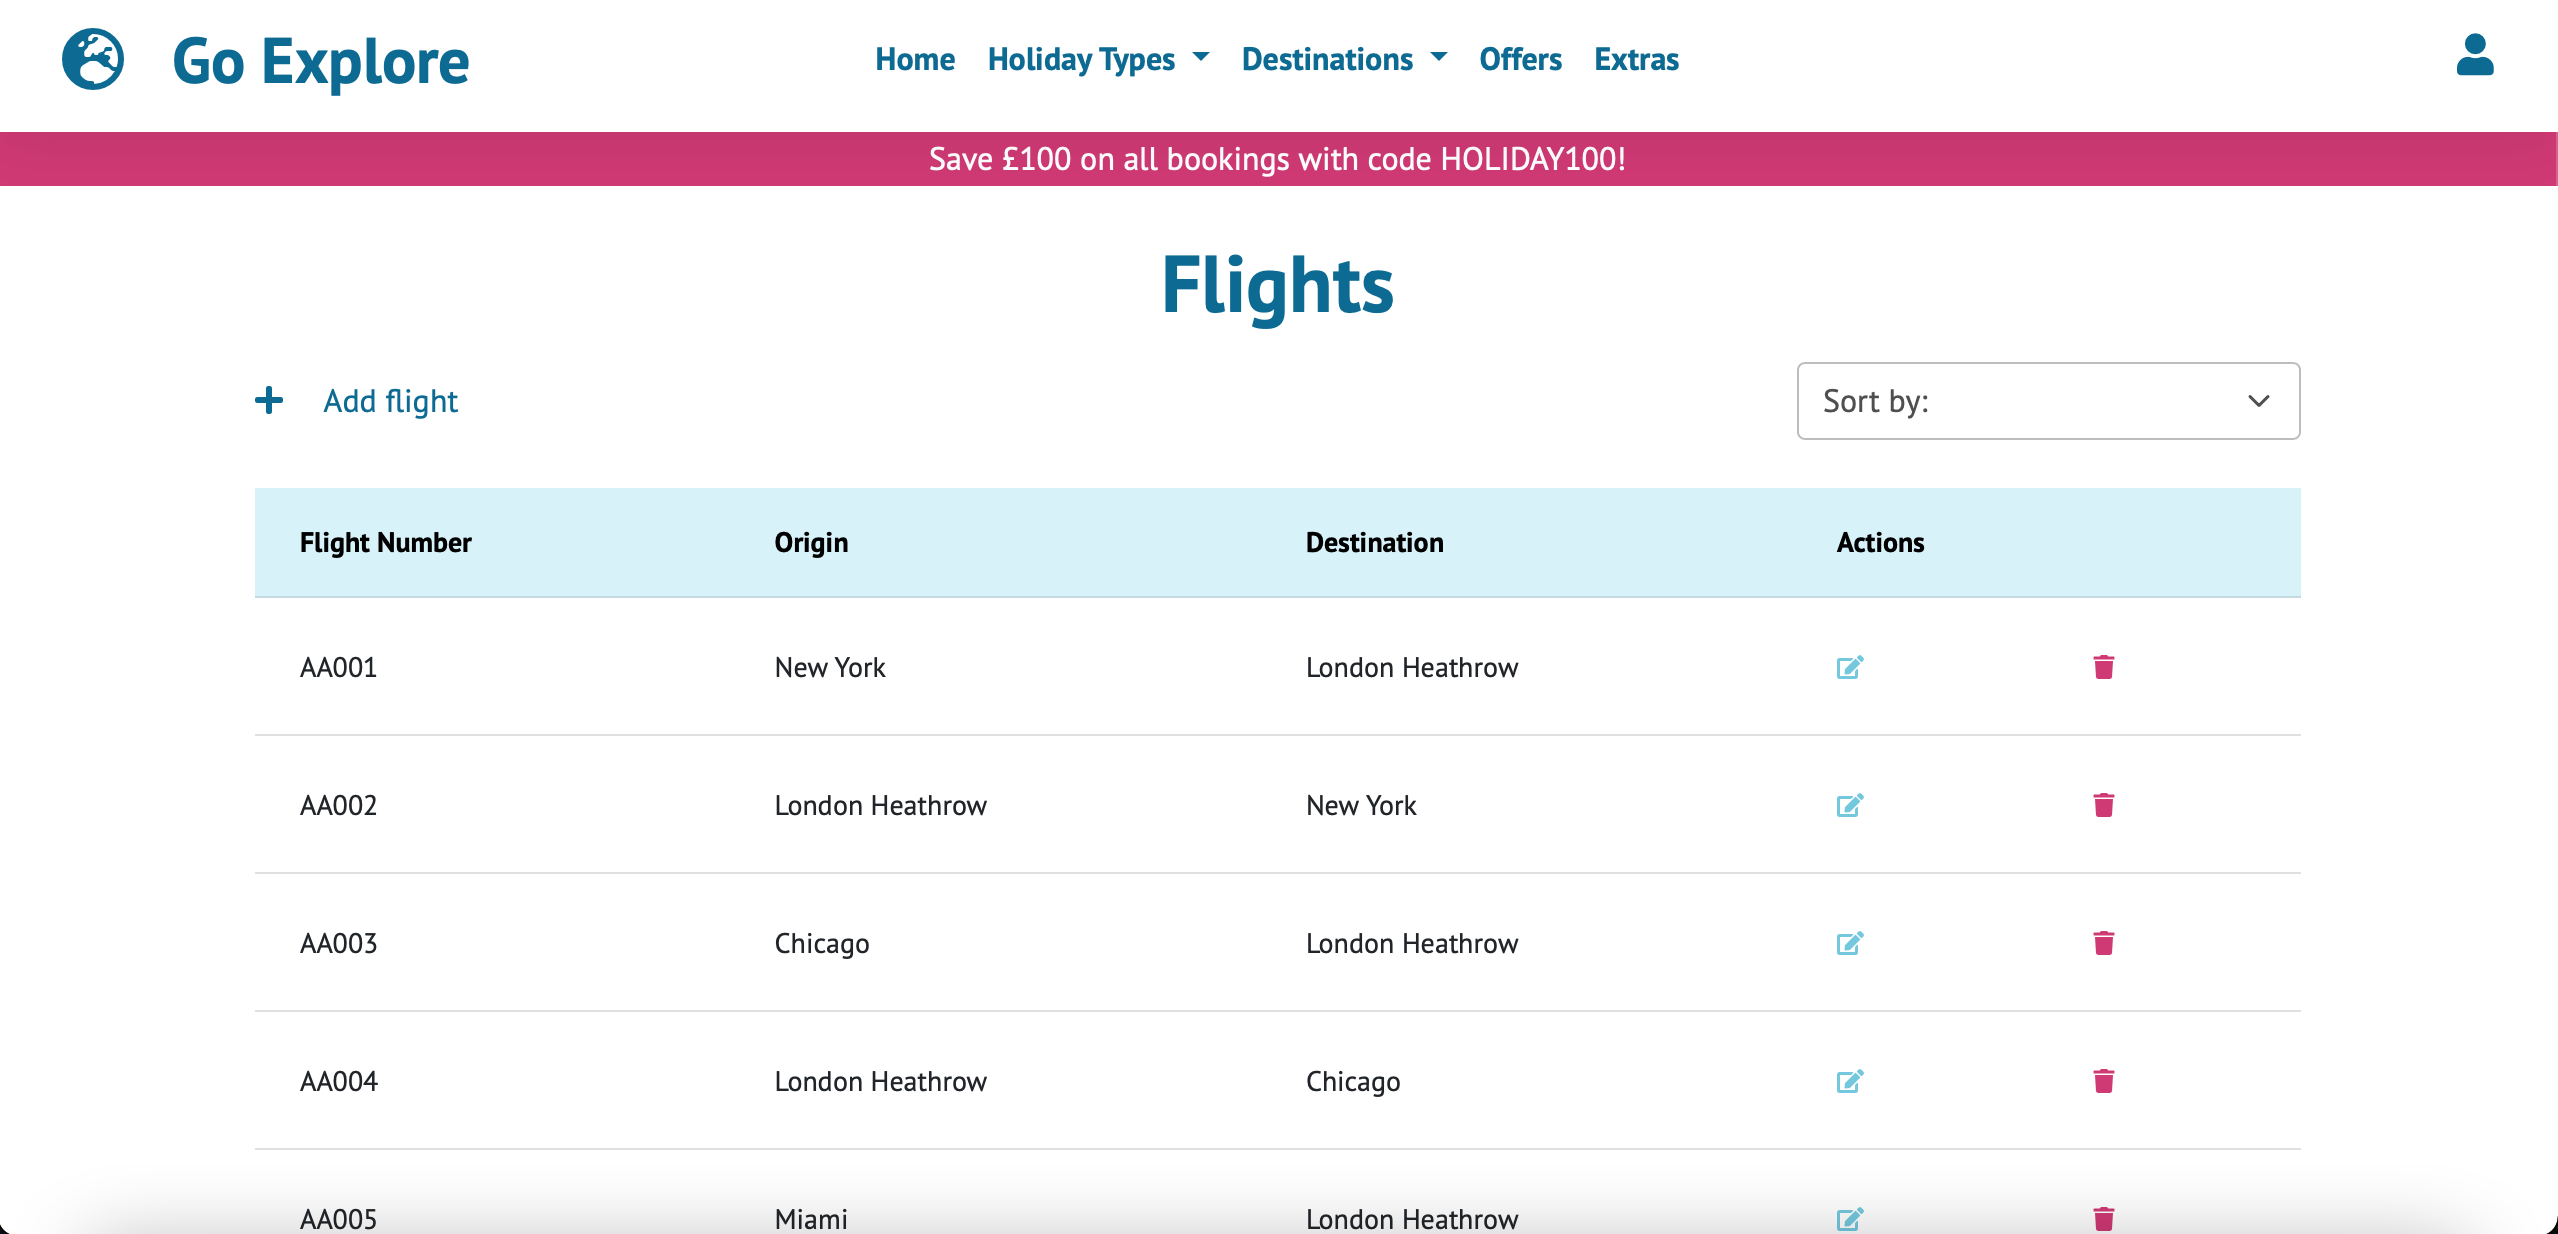 Go Explore
Home Holiday Types Destinations Offers Extras
Save £100 on all bookings with code HOLIDAY100!
Flights
Add flight
Sort by:
Flight Number Origin Destination Actions
AA001 New York London Heathrow
AA002 London Heathrow New York
AA003 Chicago London Heathrow
AA004 London Heathrow Chicago
AA005 Miami London Heathrow